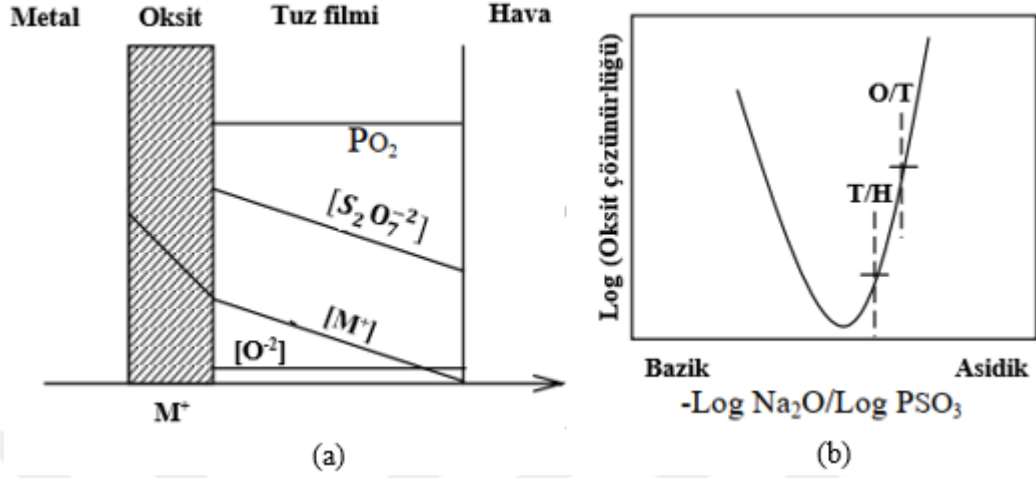 Metal Oksit Tuz filmi Hava
PO₂
[S₂O₇⁻²]
[M⁺]
[O⁻²]
M⁺
(a)
Log (Oksit çözünürlüğü)
O/T
T/H
Bazik Asidik
-Log Na₂O/Log PSO₃
(b)